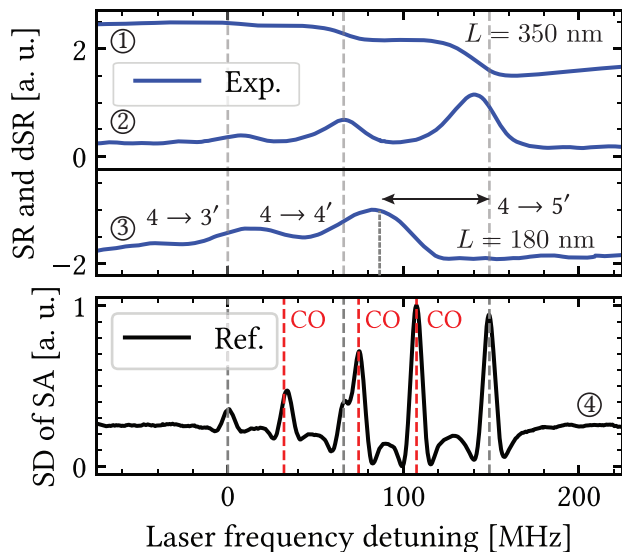 SR and dSR [a. u.]
2
0
−2
①
L = 350 nm
Exp.
②
③
4 → 3′
4 → 4′
4 → 5′
L = 180 nm
SD of SA [a. u.]
1
0
Ref.
CO
CO
CO
④
0
100
200
Laser frequency detuning [MHz]